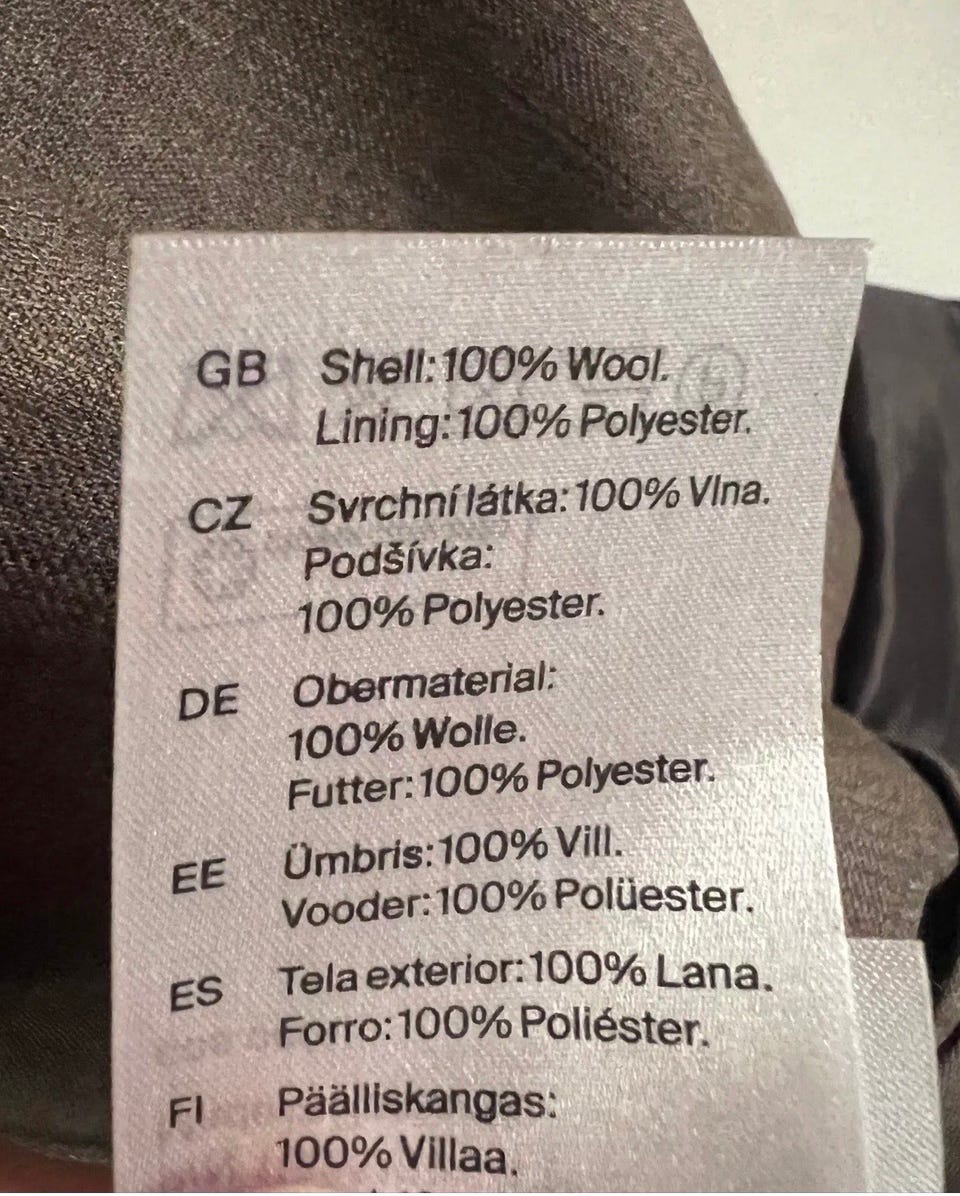 GB Shell: 100% Wool.
Lining: 100% Polyester.
CZ Svrchní látka: 100% Vlna.
Podšívka:
100% Polyester.
DE Obermaterial:
100% Wolle.
Futter: 100% Polyester.
EE Ümbris: 100% Vill.
Vooder: 100% Polüester.
ES Tela exterior: 100% Lana.
Forro: 100% Poliéster.
FI Päälliskangas:
100% Villaa.